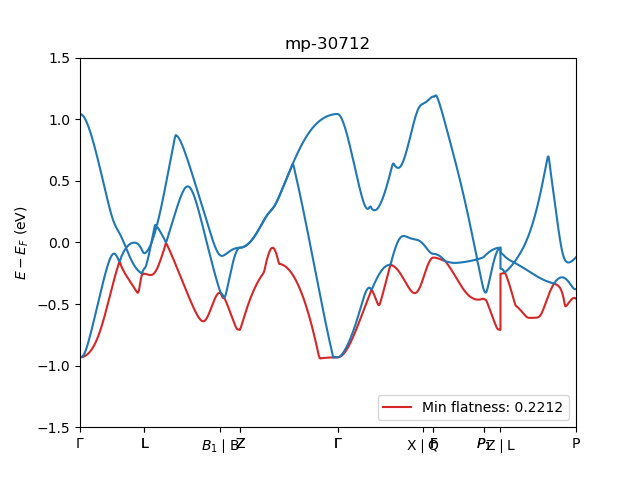 mp-30712
E − E_F (eV)
1.5
1.0
0.5
0.0
−0.5
−1.0
−1.5
Min flatness: 0.2212
Γ L B₁ | B Z Γ X | Q P₁ Z | L P